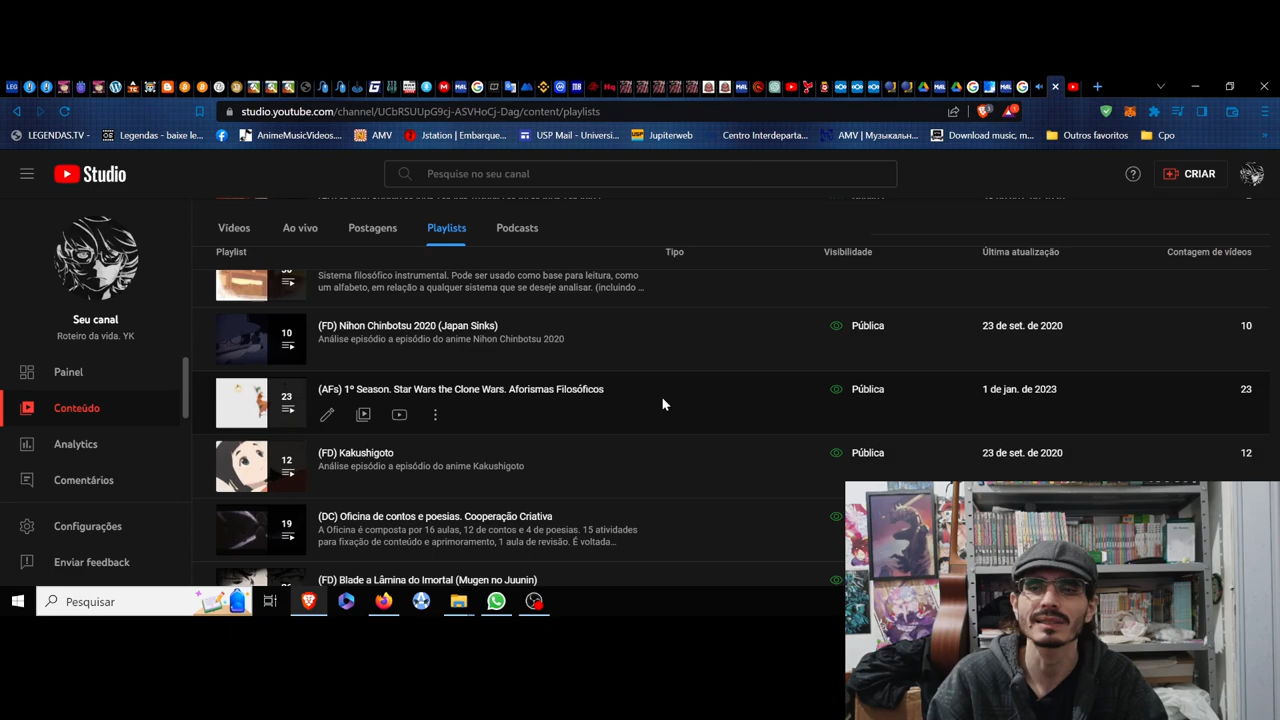 studio.youtube.com/channel/UCbRSUUpG9cj-ASVHoCj-Dag/content/playlists
LEGENDAS.TV - Legendas - baixe le... AnimeMusicVideos.... AMV Jstation | Embarque... USP Mail - Universi... Jupiterweb Centro Interdeparta... AMV | Музыкальн... Download music, m... Outros favoritos Cpo
Studio
Pesquise no seu canal
CRIAR
Vídeos Ao vivo Postagens Playlists Podcasts
Playlist Tipo Visibilidade Última atualização Contagem de vídeos
Seu canal
Roteiro da vida. YK
Painel
Conteúdo
Analytics
Comentários
Configurações
Enviar feedback
Sistema filosófico instrumental. Pode ser usado como base para leitura, como
um alfabeto, em relação a qualquer sistema que se deseje analisar. (incluindo ...
10
(FD) Nihon Chinbotsu 2020 (Japan Sinks)
Análise episódio a episódio do anime Nihon Chinbotsu 2020
Pública 23 de set. de 2020 10
23
(AFs) 1º Season. Star Wars the Clone Wars. Aforismas Filosóficos
Pública 1 de jan. de 2023 23
12
(FD) Kakushigoto
Análise episódio a episódio do anime Kakushigoto
Pública 23 de set. de 2020 12
19
(DC) Oficina de contos e poesias. Cooperação Criativa
A Oficina é composta por 16 aulas, 12 de contos e 4 de poesias. 15 atividades
para fixação de conteúdo e aprimoramento, 1 aula de revisão. É voltada...
(FD) Blade a Lâmina do Imortal (Mugen no Juunin)
Pesquisar